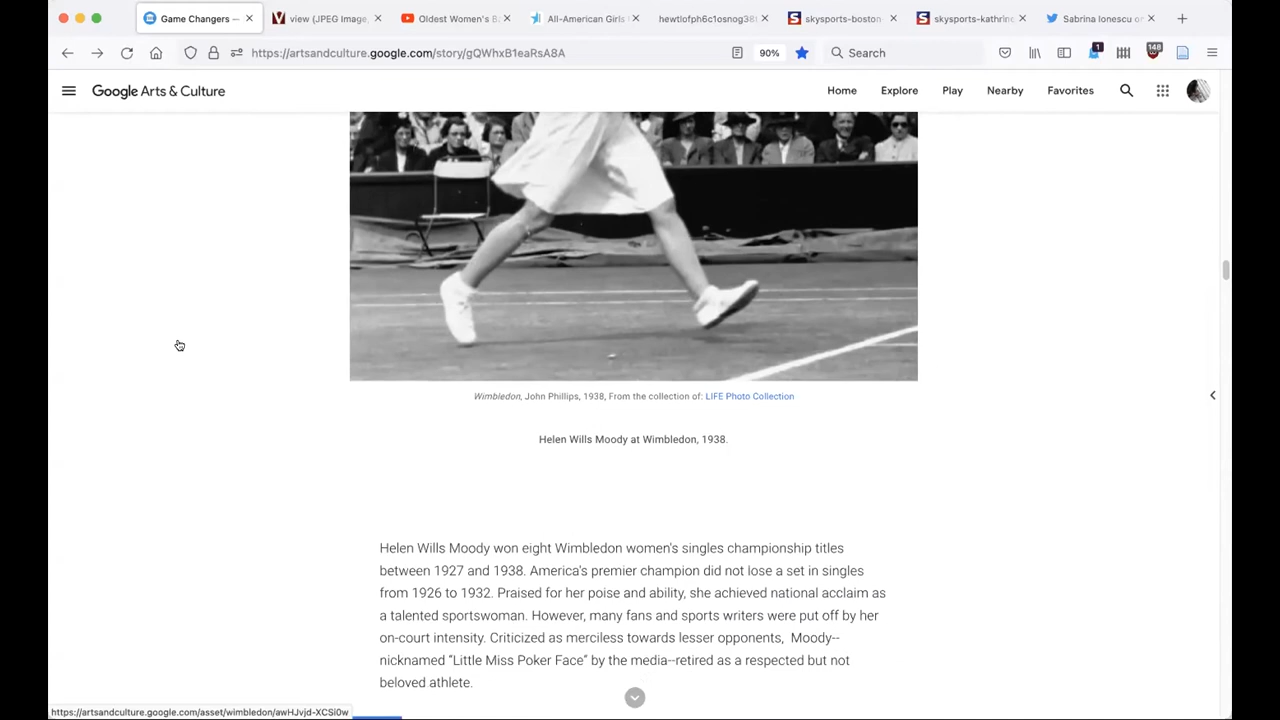 Game Changers —
view (JPEG Image,
Oldest Women's B
All-American Girls
hewtlofph6c1osnog38
skysports-boston
skysports-kathrine
Sabrina Ionescu on
https://artsandculture.google.com/story/gQWhxB1eaRsA8A
90%
Search
1
148
Google Arts & Culture
Home
Explore
Play
Nearby
Favorites
Wimbledon, John Phillips, 1938, From the collection of: LIFE Photo Collection
Helen Wills Moody at Wimbledon, 1938.
Helen Wills Moody won eight Wimbledon women's singles championship titles
between 1927 and 1938. America's premier champion did not lose a set in singles
from 1926 to 1932. Praised for her poise and ability, she achieved national acclaim as
a talented sportswoman. However, many fans and sports writers were put off by her
on-court intensity. Criticized as merciless towards lesser opponents, Moody--
nicknamed “Little Miss Poker Face” by the media--retired as a respected but not
beloved athlete.
https://artsandculture.google.com/asset/wimbledon/awHJvjd-XCSi0w